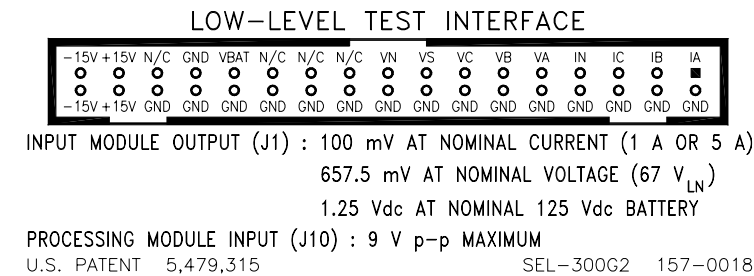 LOW-LEVEL TEST INTERFACE
-15V +15V N/C GND VBAT N/C N/C N/C VN VS VC VB VA IN IC IB IA
-15V +15V GND GND GND GND GND GND GND GND GND GND GND GND GND GND GND
INPUT MODULE OUTPUT (J1) : 100 mV AT NOMINAL CURRENT (1 A OR 5 A)
657.5 mV AT NOMINAL VOLTAGE (67 VLN)
1.25 Vdc AT NOMINAL 125 Vdc BATTERY
PROCESSING MODULE INPUT (J10) : 9 V p-p MAXIMUM
U.S. PATENT 5,479,315 SEL-300G2 157-0018